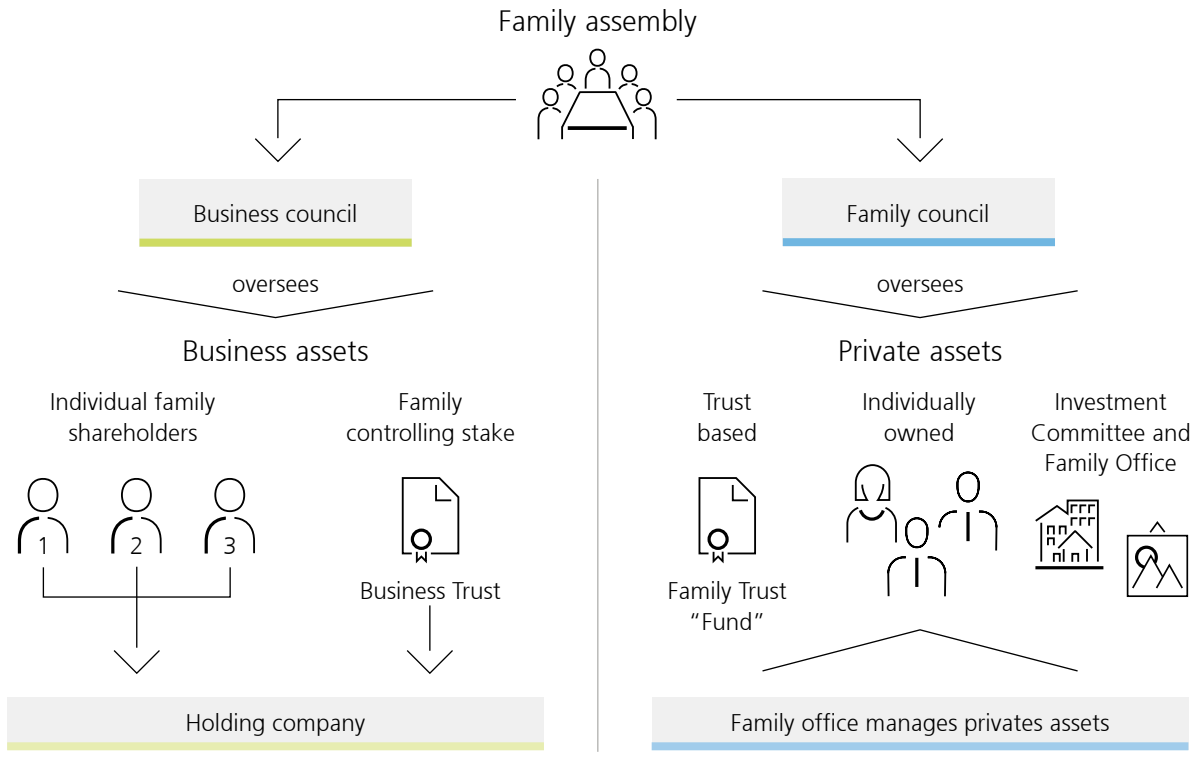 Family assembly
Business council
oversees
Business assets
Individual family
shareholders
1
2
3
Family
controlling stake
Business Trust
Holding company
Family council
oversees
Private assets
Trust
based
Family Trust
“Fund”
Individually
owned
Investment
Committee and
Family Office
Family office manages privates assets